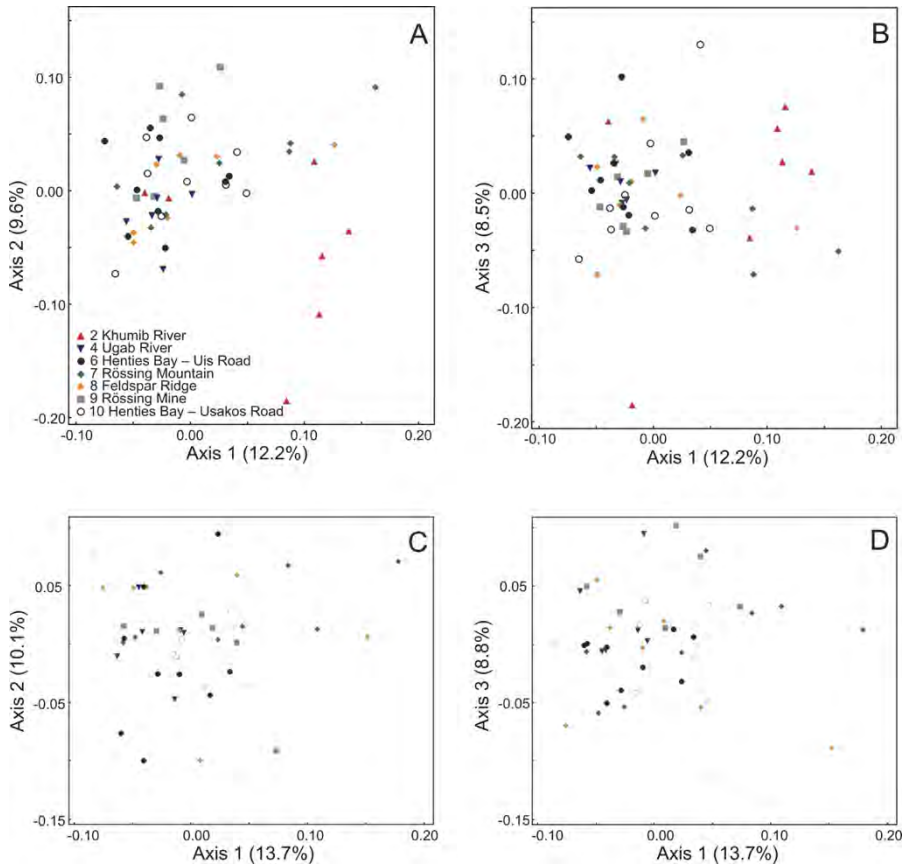 A
0.10
0.00
-0.10
-0.20
Axis 2 (9.6%)
2 Khumib River
4 Ugab River
6 Henties Bay – Uis Road
7 Rössing Mountain
8 Feldspar Ridge
9 Rössing Mine
10 Henties Bay – Usakos Road
-0.10 0.00 0.10 0.20
Axis 1 (12.2%)
B
0.10
0.00
-0.10
-0.20
Axis 3 (8.5%)
-0.10 0.00 0.10 0.20
Axis 1 (12.2%)
C
0.05
-0.05
-0.15
Axis 2 (10.1%)
-0.10 0.00 0.10 0.20
Axis 1 (13.7%)
D
0.05
-0.05
-0.15
Axis 3 (8.8%)
-0.10 0.00 0.10 0.20
Axis 1 (13.7%)